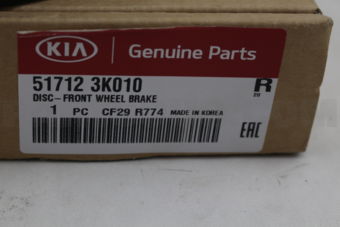 KIA Genuine Parts
51712 3K010 R
DISC-FRONT WHEEL BRAKE
1 PC CF29 R774 MADE IN KOREA
EAC